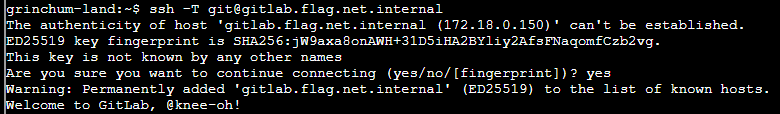 grinchum-land:~$ ssh -T git@gitlab.flag.net.internal
The authenticity of host 'gitlab.flag.net.internal (172.18.0.150)' can't be established.
ED25519 key fingerprint is SHA256:jW9axa8onAWH+31D5iHA2BYliy2AfsFNaqomfCzb2vg.
This key is not known by any other names
Are you sure you want to continue connecting (yes/no/[fingerprint])? yes
Warning: Permanently added 'gitlab.flag.net.internal' (ED25519) to the list of known hosts.
Welcome to GitLab, @knee-oh!